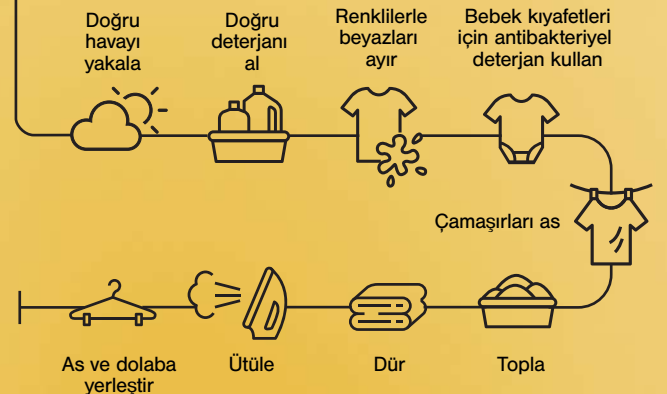 Doğru
havayı
yakala
Doğru
deterjanı
al
Renklilerle
beyazları
ayır
Bebek kıyafetleri
için antibakteriyel
deterjan kullan
Çamaşırları as
Topla
Dür
Ütüle
As ve dolaba
yerleştir